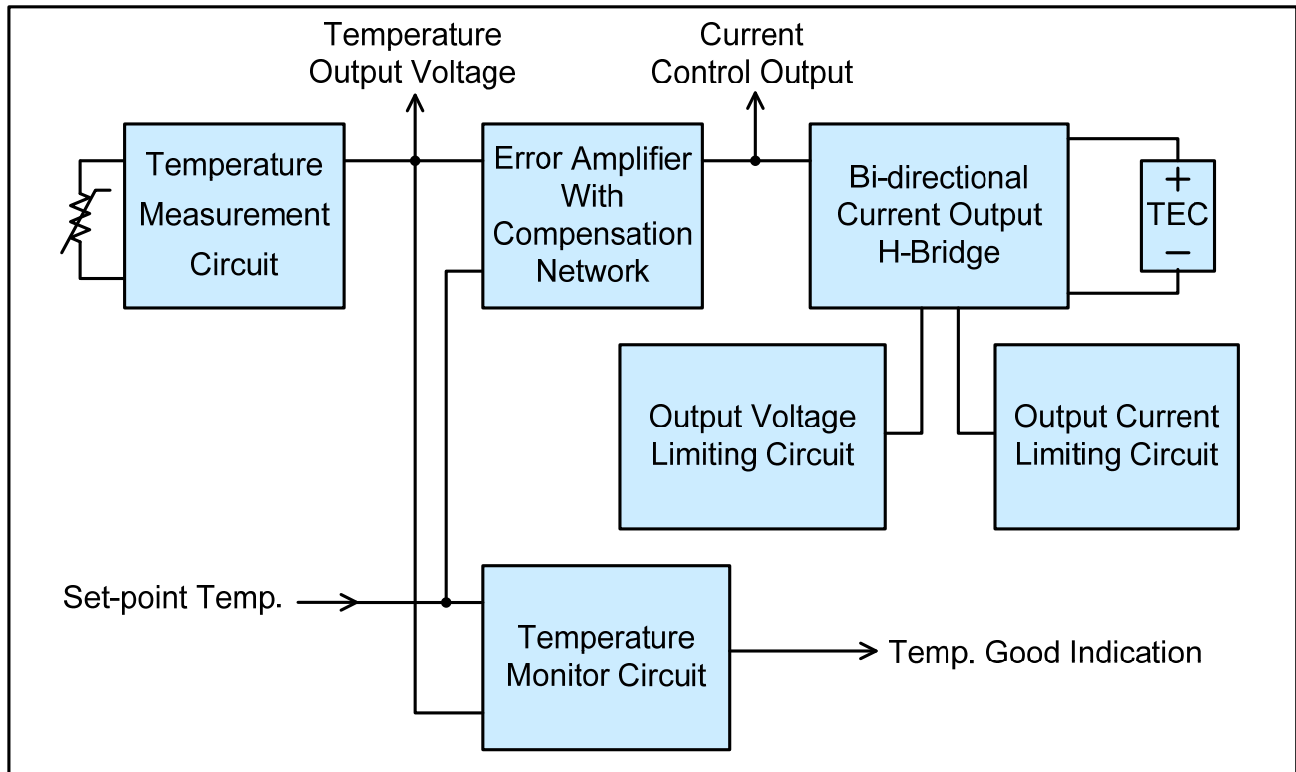 Temperature
Output Voltage
Current
Control Output
Temperature
Measurement
Circuit
Error Amplifier
With
Compensation
Network
Bi-directional
Current Output
H-Bridge
+
TEC
−
Output Voltage
Limiting Circuit
Output Current
Limiting Circuit
Set-point Temp.
Temperature
Monitor Circuit
Temp. Good Indication